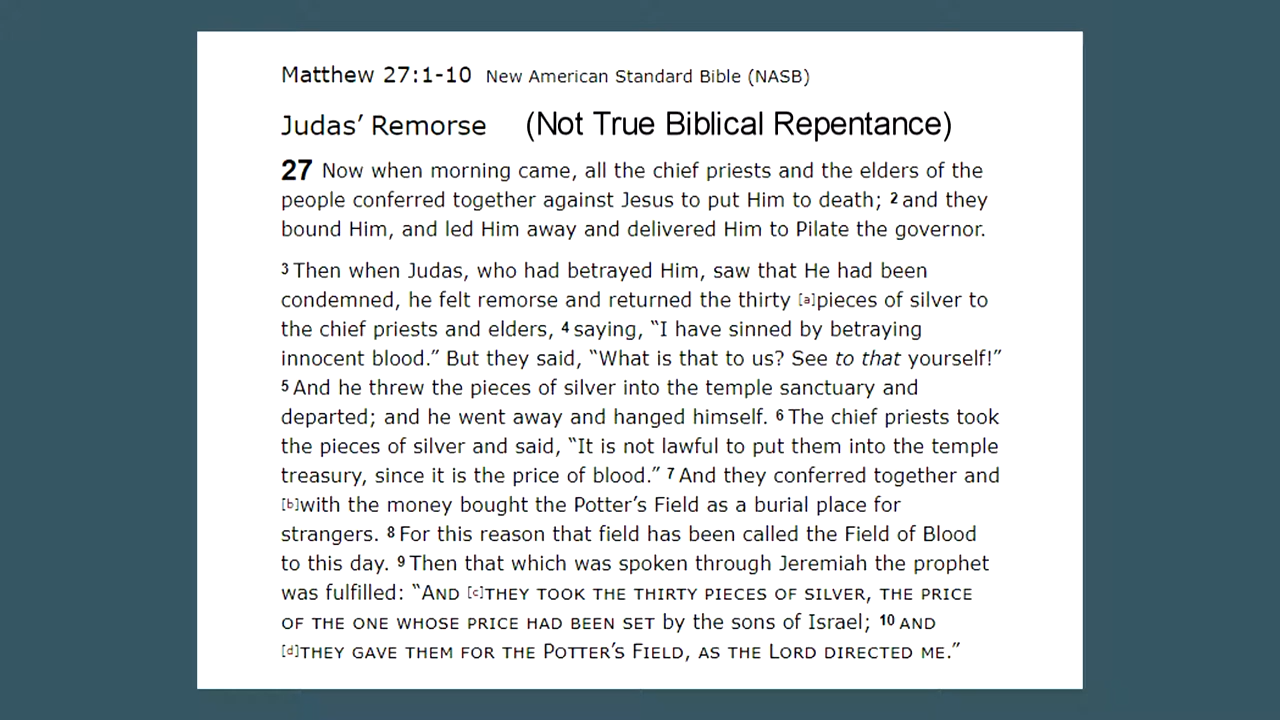 Matthew 27:1-10 New American Standard Bible (NASB)
Judas’ Remorse (Not True Biblical Repentance)
27 Now when morning came, all the chief priests and the elders of the
people conferred together against Jesus to put Him to death; 2 and they
bound Him, and led Him away and delivered Him to Pilate the governor.
3 Then when Judas, who had betrayed Him, saw that He had been
condemned, he felt remorse and returned the thirty [a]pieces of silver to
the chief priests and elders, 4 saying, “I have sinned by betraying
innocent blood.” But they said, “What is that to us? See to that yourself!”
5 And he threw the pieces of silver into the temple sanctuary and
departed; and he went away and hanged himself. 6 The chief priests took
the pieces of silver and said, “It is not lawful to put them into the temple
treasury, since it is the price of blood.” 7 And they conferred together and
[b]with the money bought the Potter’s Field as a burial place for
strangers. 8 For this reason that field has been called the Field of Blood
to this day. 9 Then that which was spoken through Jeremiah the prophet
was fulfilled: “AND [c]THEY TOOK THE THIRTY PIECES OF SILVER, THE PRICE
OF THE ONE WHOSE PRICE HAD BEEN SET by the sons of Israel; 10 AND
[d]THEY GAVE THEM FOR THE POTTER’S FIELD, AS THE LORD DIRECTED ME.”